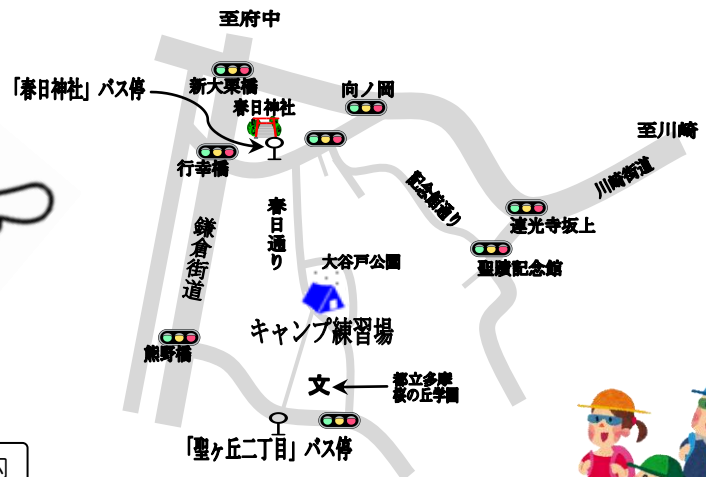 至府中
「春日神社」バス停
新大栗橋
向ノ岡
春日神社
至川崎
行幸橋
記念館通り
川崎街道
春日通り
鎌倉街道
連光寺坂上
大谷戸公園
聖蹟記念館
キャンプ練習場
熊野橋
文
都立多摩
桜の丘学園
「聖ヶ丘二丁目」バス停